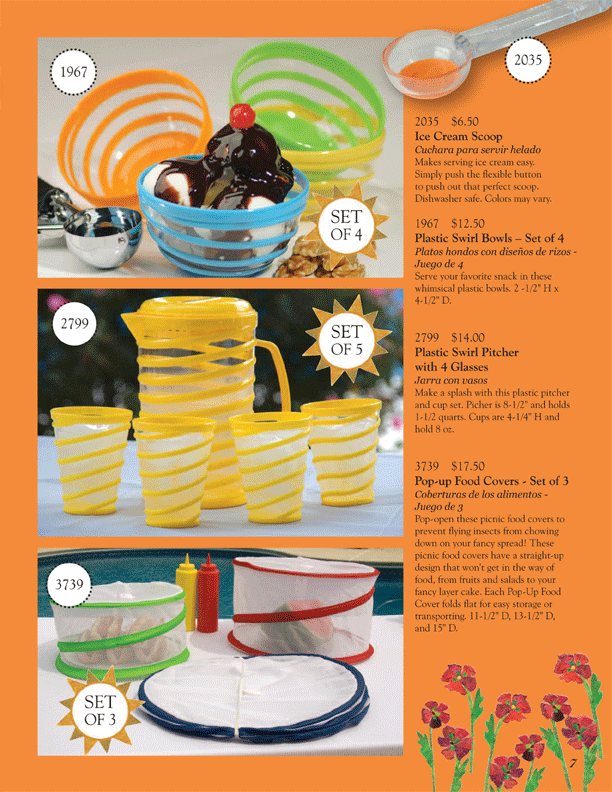 1967
2035
SET
OF 4
2035 $6.50
Ice Cream Scoop
Cuchara para servir helado
Makes serving ice cream easy.
Simply push the flexible button
to push out that perfect scoop.
Dishwasher safe. Colors may vary.
1967 $12.50
Plastic Swirl Bowls – Set of 4
Platos hondos con diseños de rizos -
Juego de 4
Serve your favorite snack in these
whimsical plastic bowls. 2 -1/2" H x
4-1/2" D.
2799
SET
OF 5
2799 $14.00
Plastic Swirl Pitcher
with 4 Glasses
Jarra con vasos
Make a splash with this plastic pitcher
and cup set. Picher is 8-1/2" and holds
1-1/2 quarts. Cups are 4-1/4" H and
hold 8 oz.
3739
SET
OF 3
3739 $17.50
Pop-up Food Covers - Set of 3
Coberturas de los alimentos -
Juego de 3
Pop-open these picnic food covers to
prevent flying insects from chowing
down on your fancy spread! These
picnic food covers have a straight-up
design that won't get in the way of
food, from fruits and salads to your
fancy layer cake. Each Pop-Up Food
Cover folds flat for easy storage or
transporting. 11-1/2" D, 13-1/2" D,
and 15" D.
7